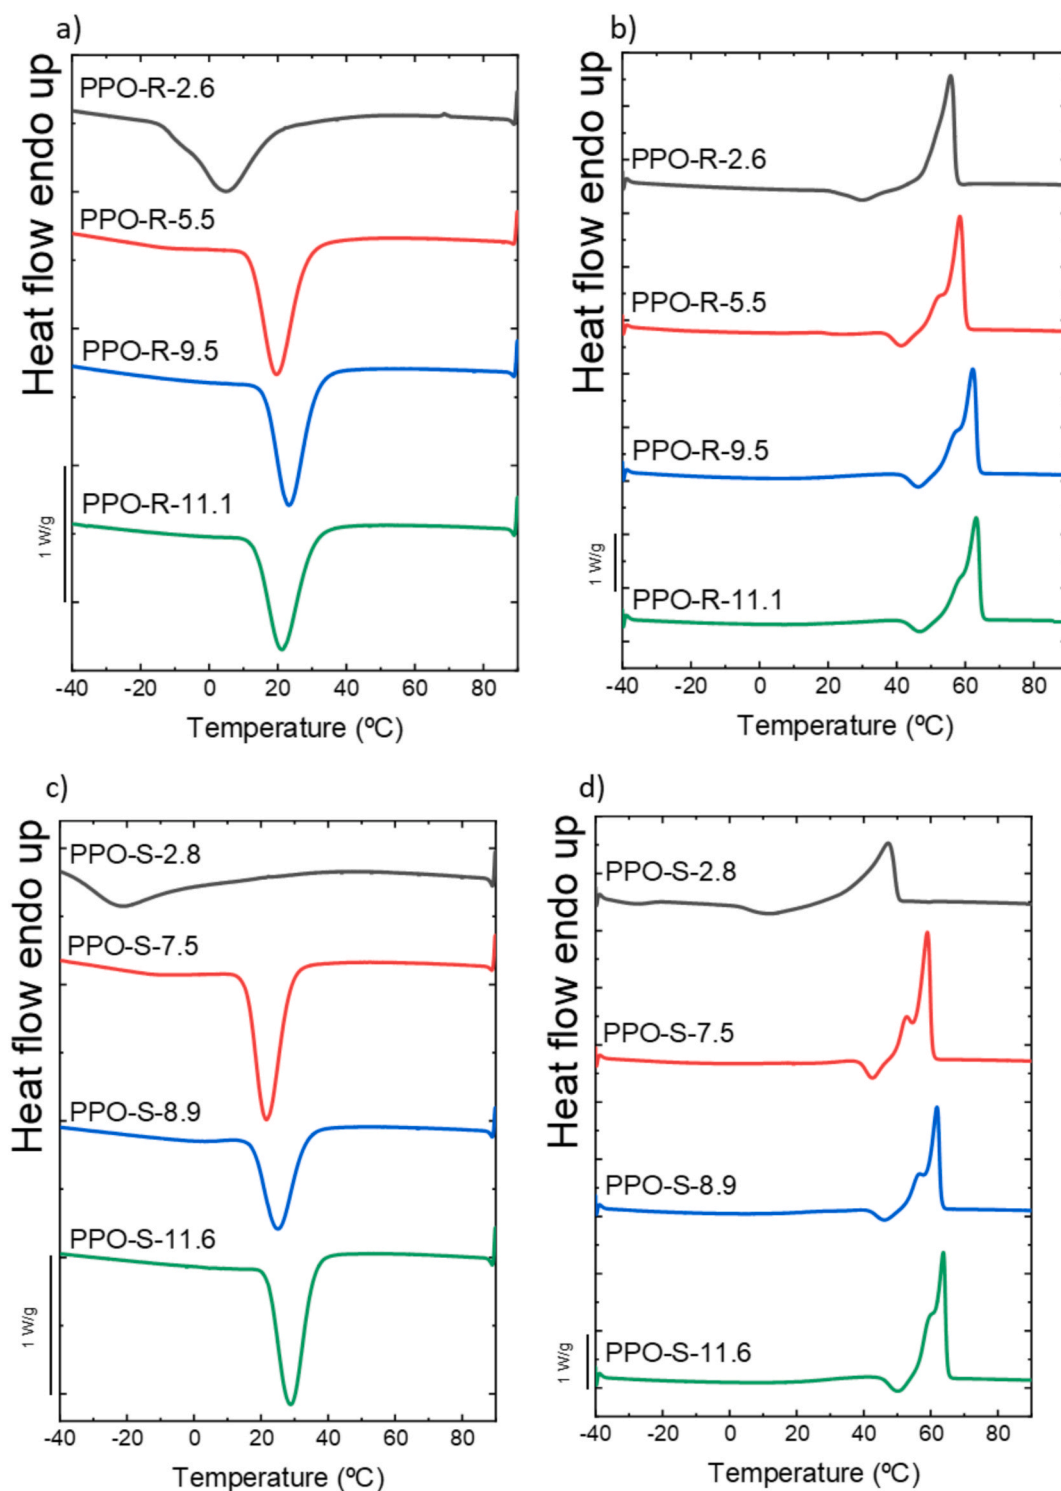 a)
Heat flow endo up
PPO-R-2.6
PPO-R-5.5
PPO-R-9.5
PPO-R-11.1
1 W/g
-40 -20 0 20 40 60 80
Temperature (ºC)
b)
Heat flow endo up
PPO-R-2.6
PPO-R-5.5
PPO-R-9.5
PPO-R-11.1
1 W/g
-40 -20 0 20 40 60 80
Temperature (ºC)
c)
Heat flow endo up
PPO-S-2.8
PPO-S-7.5
PPO-S-8.9
PPO-S-11.6
1 W/g
-40 -20 0 20 40 60 80
Temperature (ºC)
d)
Heat flow endo up
PPO-S-2.8
PPO-S-7.5
PPO-S-8.9
PPO-S-11.6
1 W/g
-40 -20 0 20 40 60 80
Temperature (ºC)